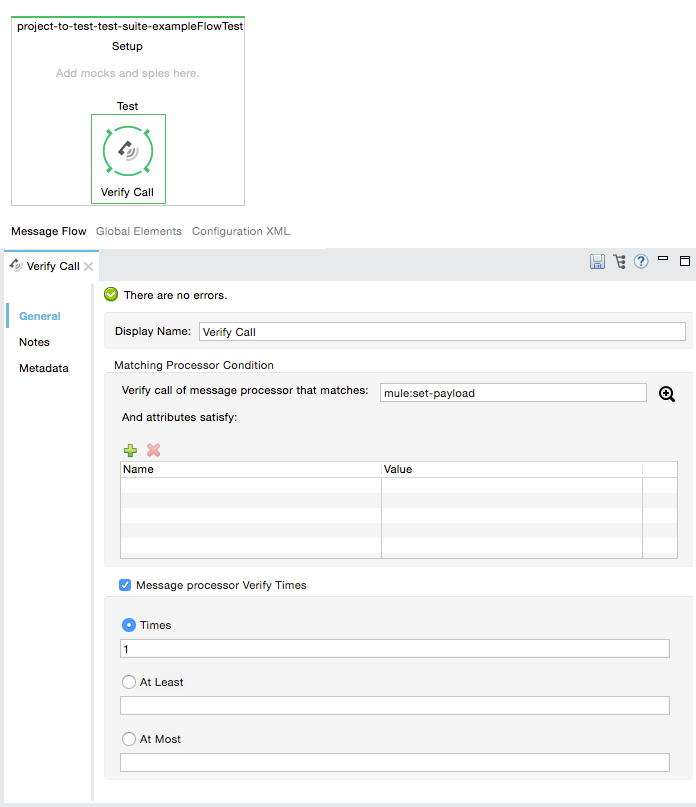 project-to-test-test-suite-exampleFlowTest
Setup
Add mocks and spies here.
Test
Verify Call
Message Flow Global Elements Configuration XML
Verify Call
There are no errors.
General
Notes
Metadata
Display Name: Verify Call
Matching Processor Condition
Verify call of message processor that matches: mule:set-payload
And attributes satisfy:
Name Value
Message processor Verify Times
Times
1
At Least
At Most